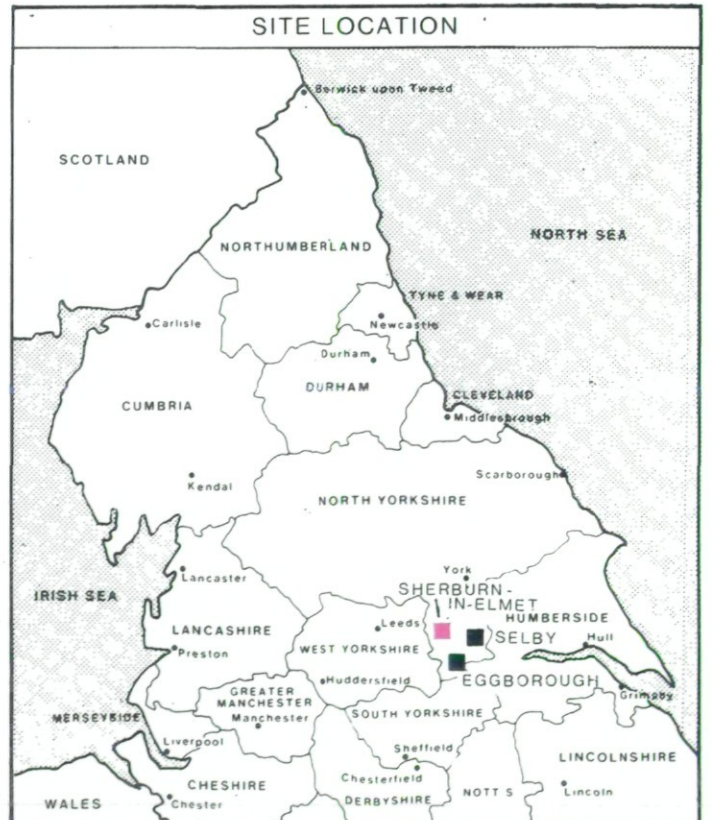 SITE LOCATION
Berwick upon Tweed
SCOTLAND
NORTH SEA
NORTHUMBERLAND
TYNE & WEAR
Carlisle
Newcastle
Durham
DURHAM
CLEVELAND
CUMBRIA
Middlesbrough
Scarborough
Kendal
NORTH YORKSHIRE
York
Lancaster
SHERBURN-
IN-ELMET
IRISH SEA
HUMBERSIDE
LANCASHIRE
Leeds
SELBY
Hull
WEST YORKSHIRE
Preston
Huddersfield
EGGBOROUGH
GREATER
MANCHESTER
Grimsby
SOUTH YORKSHIRE
MERSEYSIDE
Manchester
Liverpool
Sheffield
LINCOLNSHIRE
Chesterfield
CHESHIRE
NOTTS
Lincoln
DERBYSHIRE
WALES
Chester